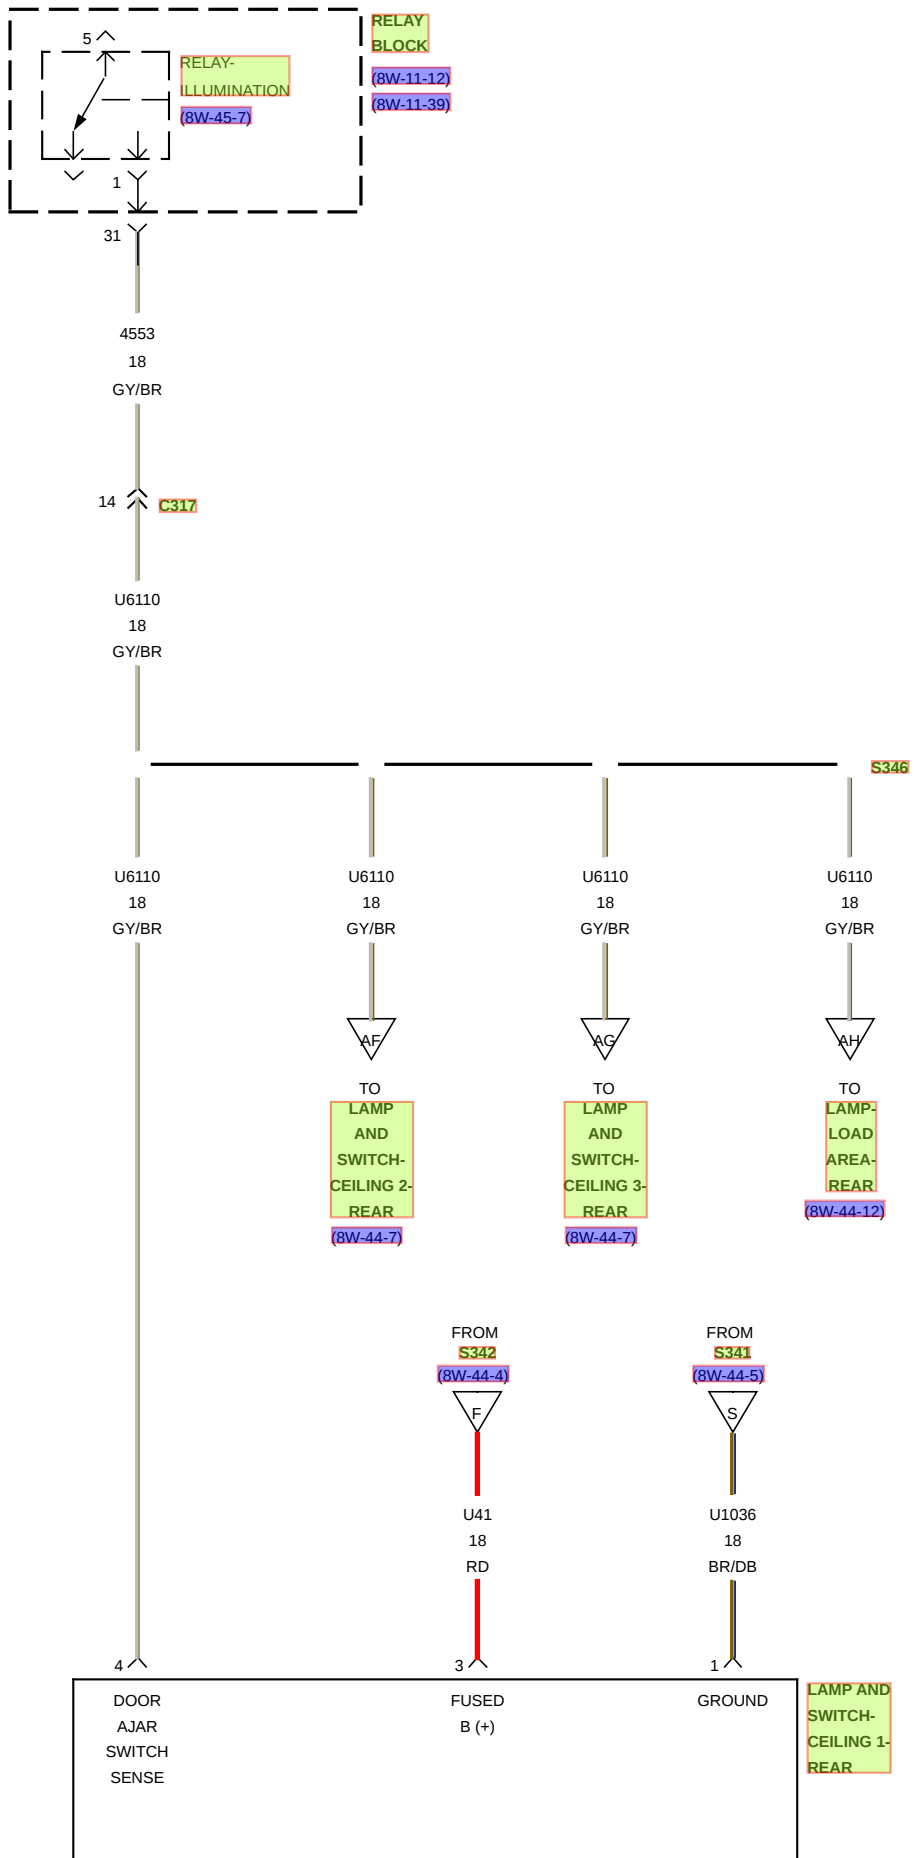 5
RELAY
BLOCK
(8W-11-12)
(8W-11-39)
RELAY-
ILLUMINATION
(8W-45-7)
1
31
4553
18
GY/BR
14
C317
U6110
18
GY/BR
S346
U6110
18
GY/BR
U6110
18
GY/BR
U6110
18
GY/BR
U6110
18
GY/BR
AF
TO
LAMP
AND
SWITCH-
CEILING 2-
REAR
(8W-44-7)
AG
TO
LAMP
AND
SWITCH-
CEILING 3-
REAR
(8W-44-7)
AH
TO
LAMP-
LOAD
AREA-
REAR
(8W-44-12)
FROM
S342
(8W-44-4)
F
U41
18
RD
FROM
S341
(8W-44-5)
S
U1036
18
BR/DB
4
3
1
DOOR
AJAR
SWITCH
SENSE
FUSED
B (+)
GROUND
LAMP AND
SWITCH-
CEILING 1-
REAR